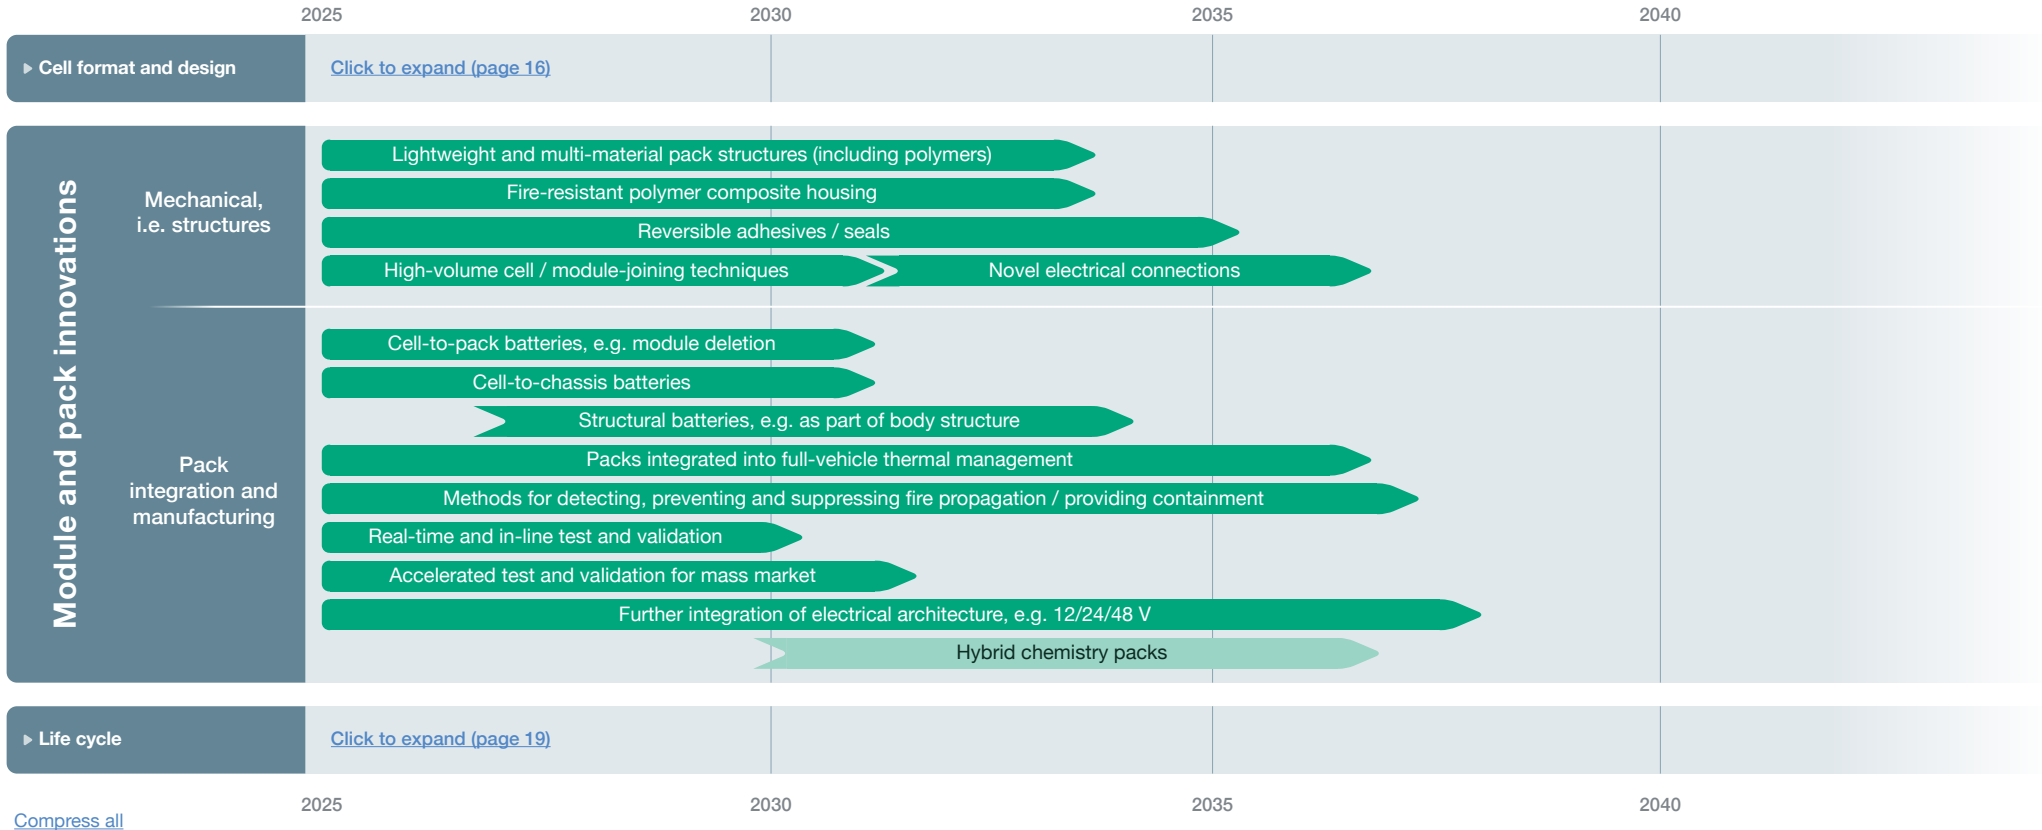 2025 2030 2035 2040
Cell format and design
Click to expand (page 16)
Module and pack innovations
Mechanical,
i.e. structures
Lightweight and multi-material pack structures (including polymers)
Fire-resistant polymer composite housing
Reversible adhesives / seals
High-volume cell / module-joining techniques
Novel electrical connections
Pack
integration and
manufacturing
Cell-to-pack batteries, e.g. module deletion
Cell-to-chassis batteries
Structural batteries, e.g. as part of body structure
Packs integrated into full-vehicle thermal management
Methods for detecting, preventing and suppressing fire propagation / providing containment
Real-time and in-line test and validation
Accelerated test and validation for mass market
Further integration of electrical architecture, e.g. 12/24/48 V
Hybrid chemistry packs
Life cycle
Click to expand (page 19)
2025 2030 2035 2040
Compress all